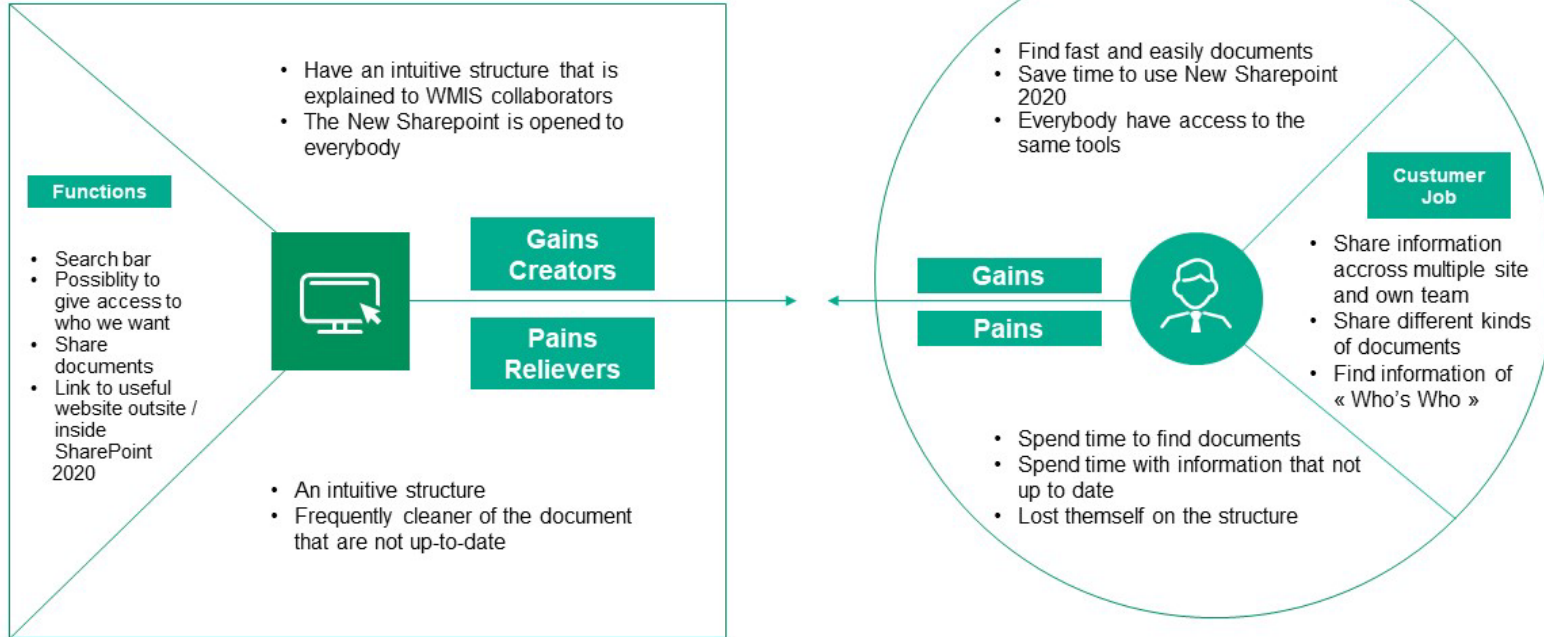 • Have an intuitive structure that is
explained to WMIS collaborators
• The New Sharepoint is opened to
everybody
Functions
• Search bar
• Possiblity to
give access to
who we want
• Share
documents
• Link to useful
website outsite /
inside
SharePoint
2020
Gains
Creators
Pains
Relievers
• An intuitive structure
• Frequently cleaner of the document
that are not up-to-date
• Find fast and easily documents
• Save time to use New Sharepoint
2020
• Everybody have access to the
same tools
Gains
Pains
Custumer
Job
• Share information
accross multiple site
and own team
• Share different kinds
of documents
• Find information of
« Who’s Who »
• Spend time to find documents
• Spend time with information that not
up to date
• Lost themself on the structure